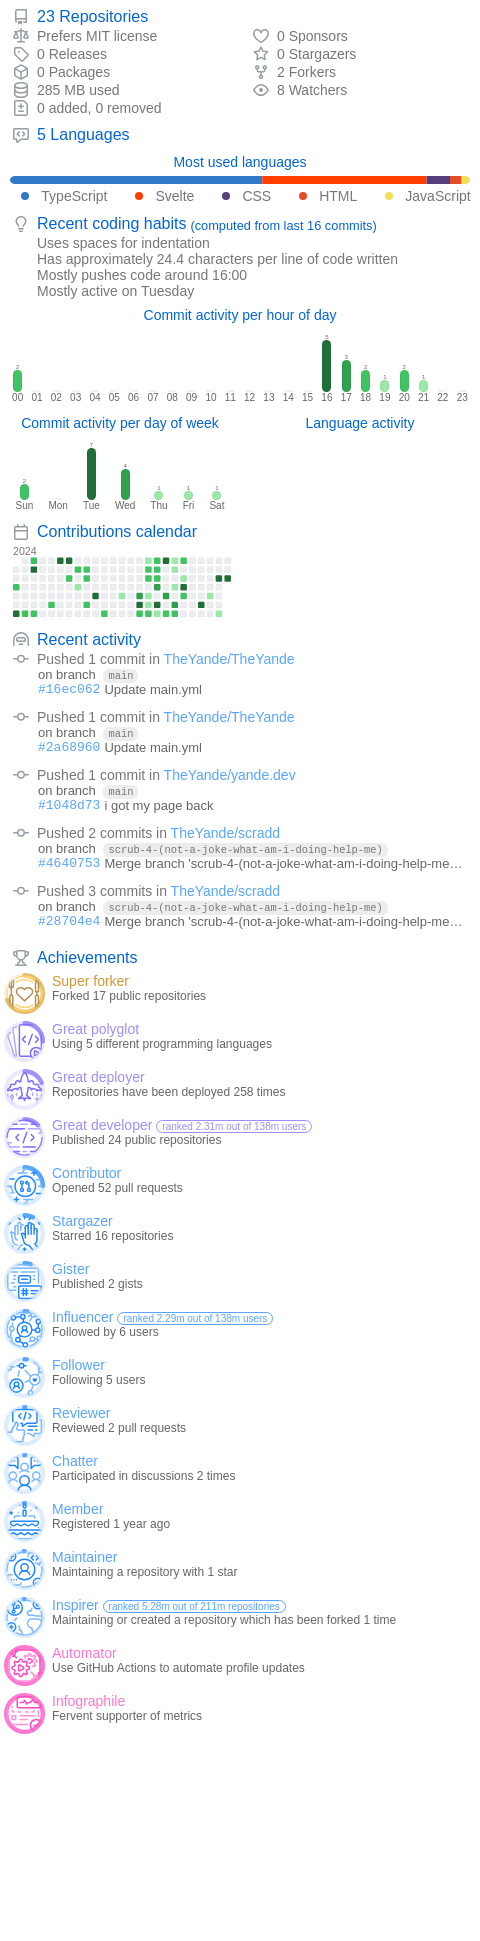 23 Repositories
Prefers MIT license
0 Sponsors
0 Releases
0 Stargazers
0 Packages
2 Forkers
285 MB used
8 Watchers
0 added, 0 removed
5 Languages
Most used languages
TypeScript Svelte CSS HTML JavaScript
Recent coding habits (computed from last 16 commits)
Uses spaces for indentation
Has approximately 24.4 characters per line of code written
Mostly pushes code around 16:00
Mostly active on Tuesday
Commit activity per hour of day
2 5 3 2 1 2 1
00 01 02 03 04 05 06 07 08 09 10 11 12 13 14 15 16 17 18 19 20 21 22 23
Commit activity per day of week
Language activity
2 7 4 1 1 1
Sun Mon Tue Wed Thu Fri Sat
Contributions calendar
2024
Recent activity
Pushed 1 commit in TheYande/TheYande
on branch main
#16ec062 Update main.yml
Pushed 1 commit in TheYande/TheYande
on branch main
#2a68960 Update main.yml
Pushed 1 commit in TheYande/yande.dev
on branch main
#1048d73 i got my page back
Pushed 2 commits in TheYande/scradd
on branch scrub-4-(not-a-joke-what-am-i-doing-help-me)
#4640753 Merge branch 'scrub-4-(not-a-joke-what-am-i-doing-help-me…
Pushed 3 commits in TheYande/scradd
on branch scrub-4-(not-a-joke-what-am-i-doing-help-me)
#28704e4 Merge branch 'scrub-4-(not-a-joke-what-am-i-doing-help-me…
Achievements
Super forker
Forked 17 public repositories
Great polyglot
Using 5 different programming languages
Great deployer
Repositories have been deployed 258 times
Great developer ranked 2.31m out of 138m users
Published 24 public repositories
Contributor
Opened 52 pull requests
Stargazer
Starred 16 repositories
Gister
Published 2 gists
Influencer ranked 2.29m out of 138m users
Followed by 6 users
Follower
Following 5 users
Reviewer
Reviewed 2 pull requests
Chatter
Participated in discussions 2 times
Member
Registered 1 year ago
Maintainer
Maintaining a repository with 1 star
Inspirer ranked 5.28m out of 211m repositories
Maintaining or created a repository which has been forked 1 time
Automator
Use GitHub Actions to automate profile updates
Infographile
Fervent supporter of metrics